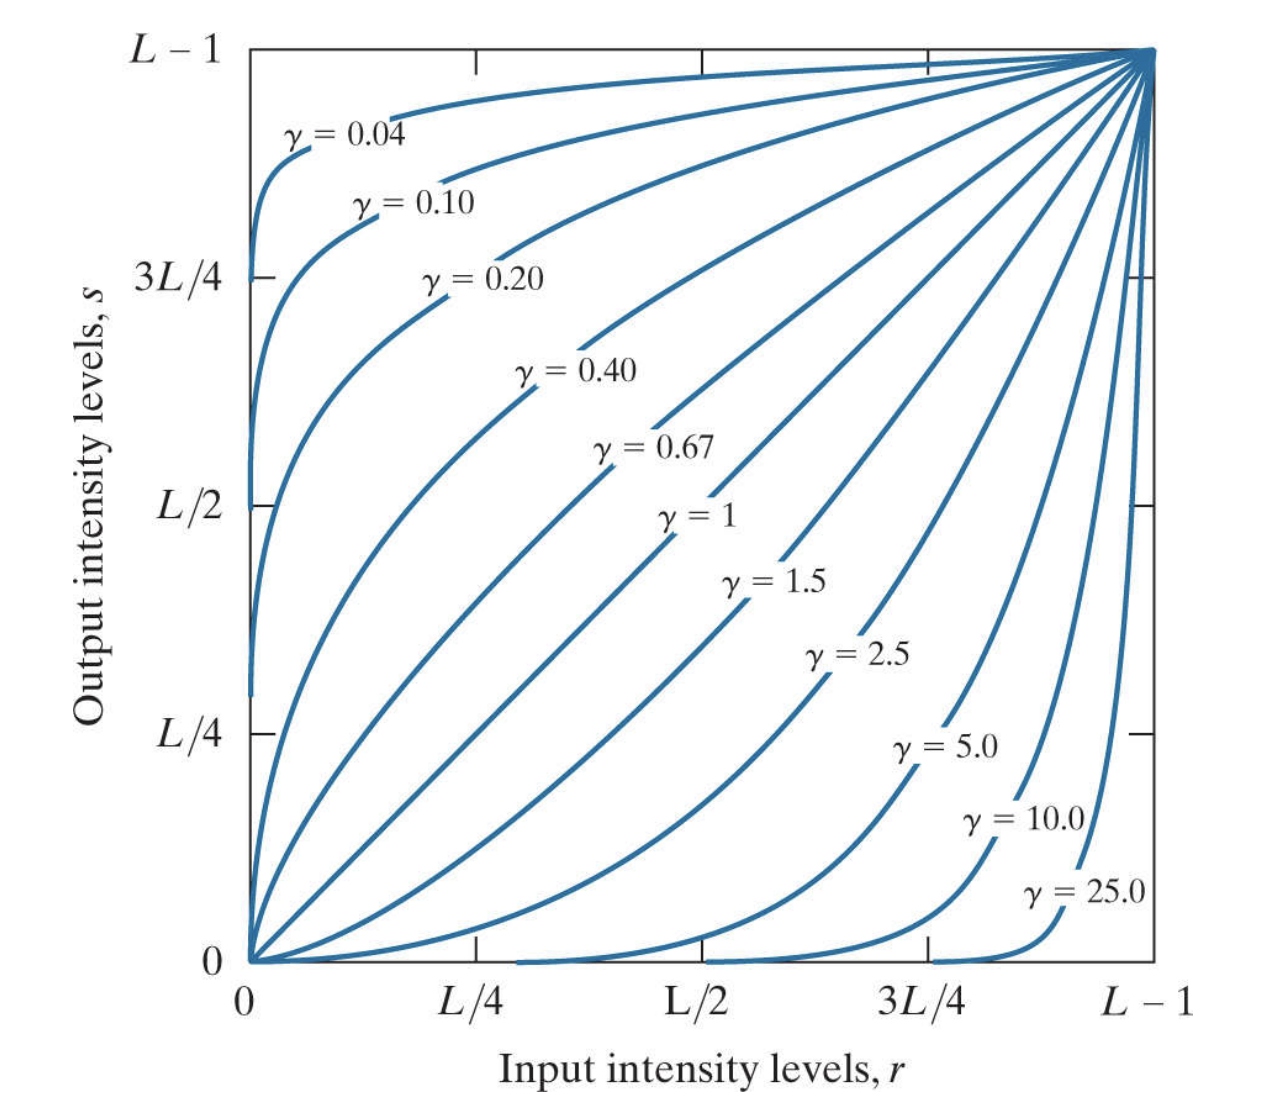 L – 1
γ = 0.04
γ = 0.10
3L/4
γ = 0.20
γ = 0.40
γ = 0.67
L/2
γ = 1
γ = 1.5
γ = 2.5
L/4
γ = 5.0
γ = 10.0
γ = 25.0
0
0
L/4
L/2
3L/4
L – 1
Output intensity levels, s
Input intensity levels, r